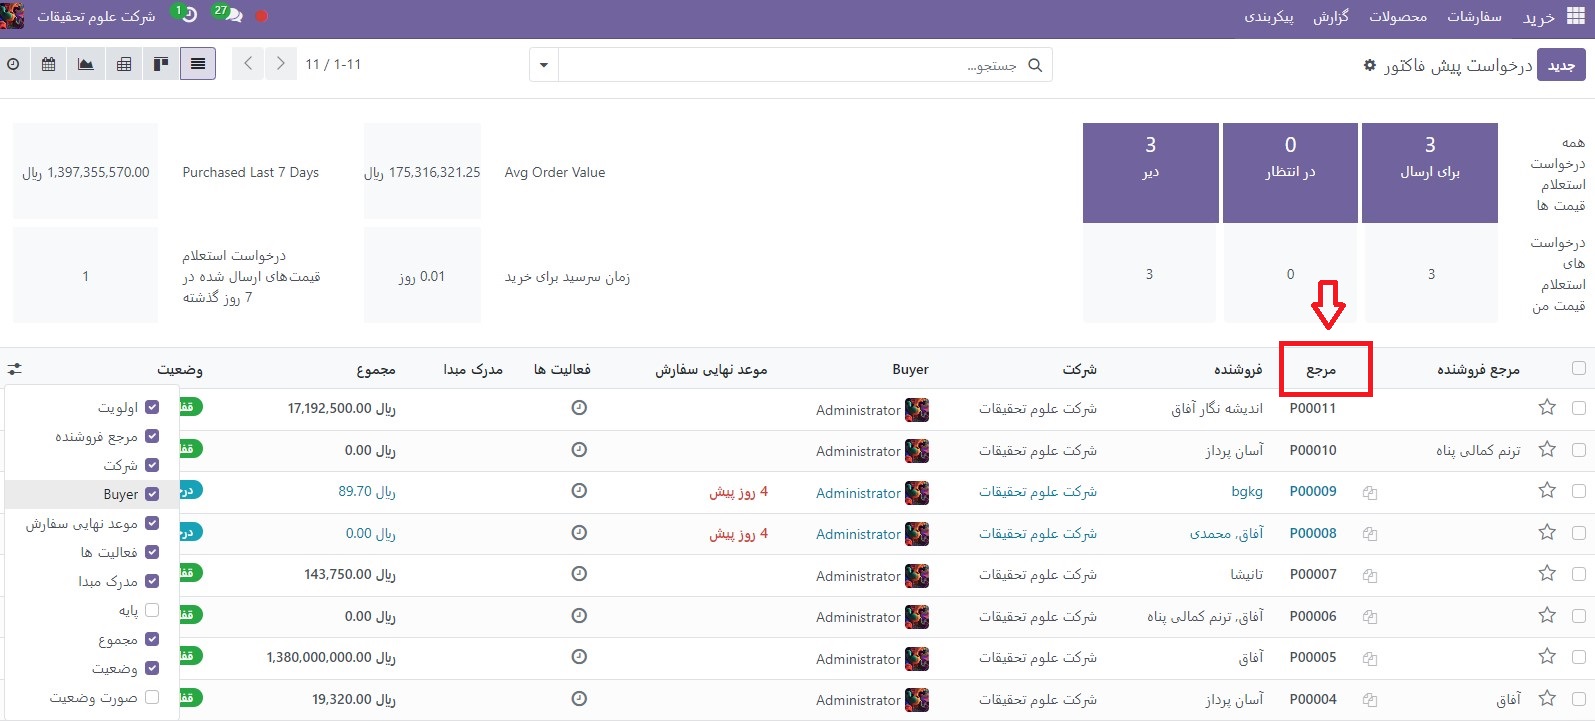 خرید
سفارشات
محصولات
گزارش
پیکربندی
27
1
شرکت علوم تحقیقات
جدید
درخواست پیش فاکتور
جستجو...
11 / 1-11
همه
درخواست
استعلام
قیمت ها
3
برای ارسال
0
در انتظار
3
دیر
درخواست
های
استعلام
قیمت من
3
0
3
Avg Order Value
175,316,321.25 ریال
Purchased Last 7 Days
1,397,355,570.00 ریال
زمان سرسید برای خرید
0.01 روز
درخواست استعلام
قیمت‌های ارسال شده در
7 روز گذشته
1
مرجع فروشنده مرجع فروشنده شرکت Buyer موعد نهایی سفارش فعالیت ها مدرک مبدا مجموع وضعیت
P00011 اندیشه نگار آفاق شرکت علوم تحقیقات Administrator ریال 17,192,500.00
ترنم کمالی پناه P00010 آسان پرداز شرکت علوم تحقیقات Administrator ریال 0.00
P00009 bgkg شرکت علوم تحقیقات Administrator 4 روز پیش ریال 89.70
P00008 آفاق, محمدی شرکت علوم تحقیقات Administrator 4 روز پیش ریال 0.00
P00007 تانیشا شرکت علوم تحقیقات Administrator ریال 143,750.00
P00006 آفاق, ترنم کمالی پناه شرکت علوم تحقیقات Administrator ریال 0.00
P00005 آفاق شرکت علوم تحقیقات Administrator ریال 1,380,000,000.00
آفاق P00004 آسان پرداز شرکت علوم تحقیقات Administrator ریال 19,320.00
اولویت
مرجع فروشنده
شرکت
Buyer
موعد نهایی سفارش
فعالیت ها
مدرک مبدا
پایه
مجموع
وضعیت
صورت وضعیت